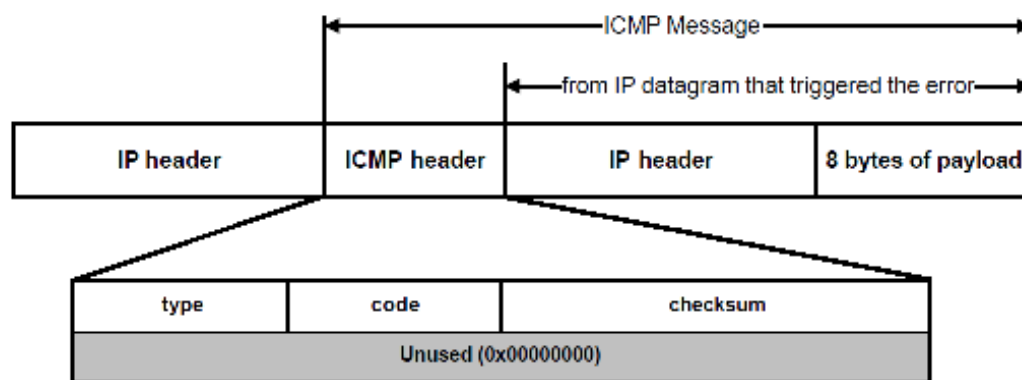 ICMP Message
from IP datagram that triggered the error
IP header
ICMP header
IP header
8 bytes of payload
type
code
checksum
Unused (0x00000000)